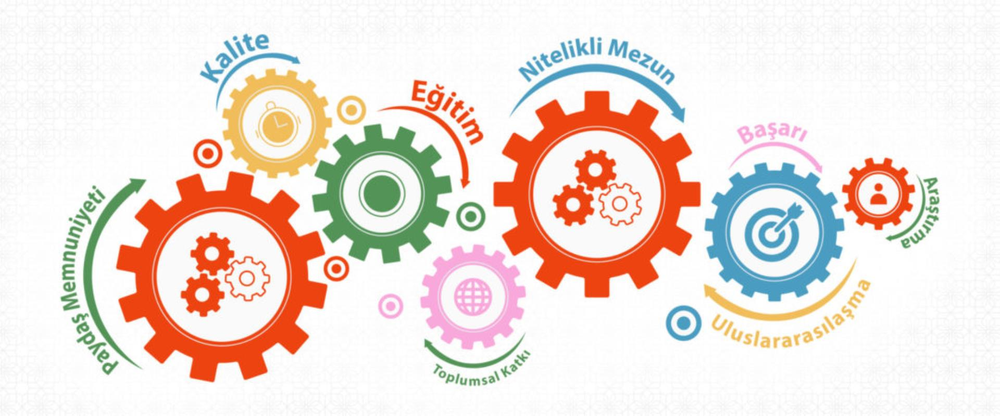 Paydaş Memnuniyeti
Kalite
Eğitim
Toplumsal Katkı
Nitelikli Mezun
Başarı
Uluslararasılaşma
Araştırma